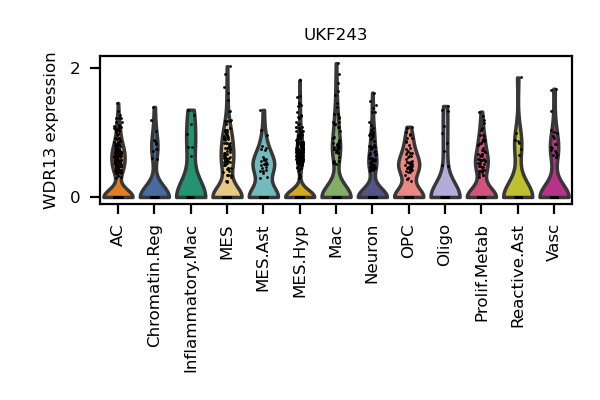 UKF243
WDR13 expression
2
0
AC
Chromatin.Reg
Inflammatory.Mac
MES
MES.Ast
MES.Hyp
Mac
Neuron
OPC
Oligo
Prolif.Metab
Reactive.Ast
Vasc